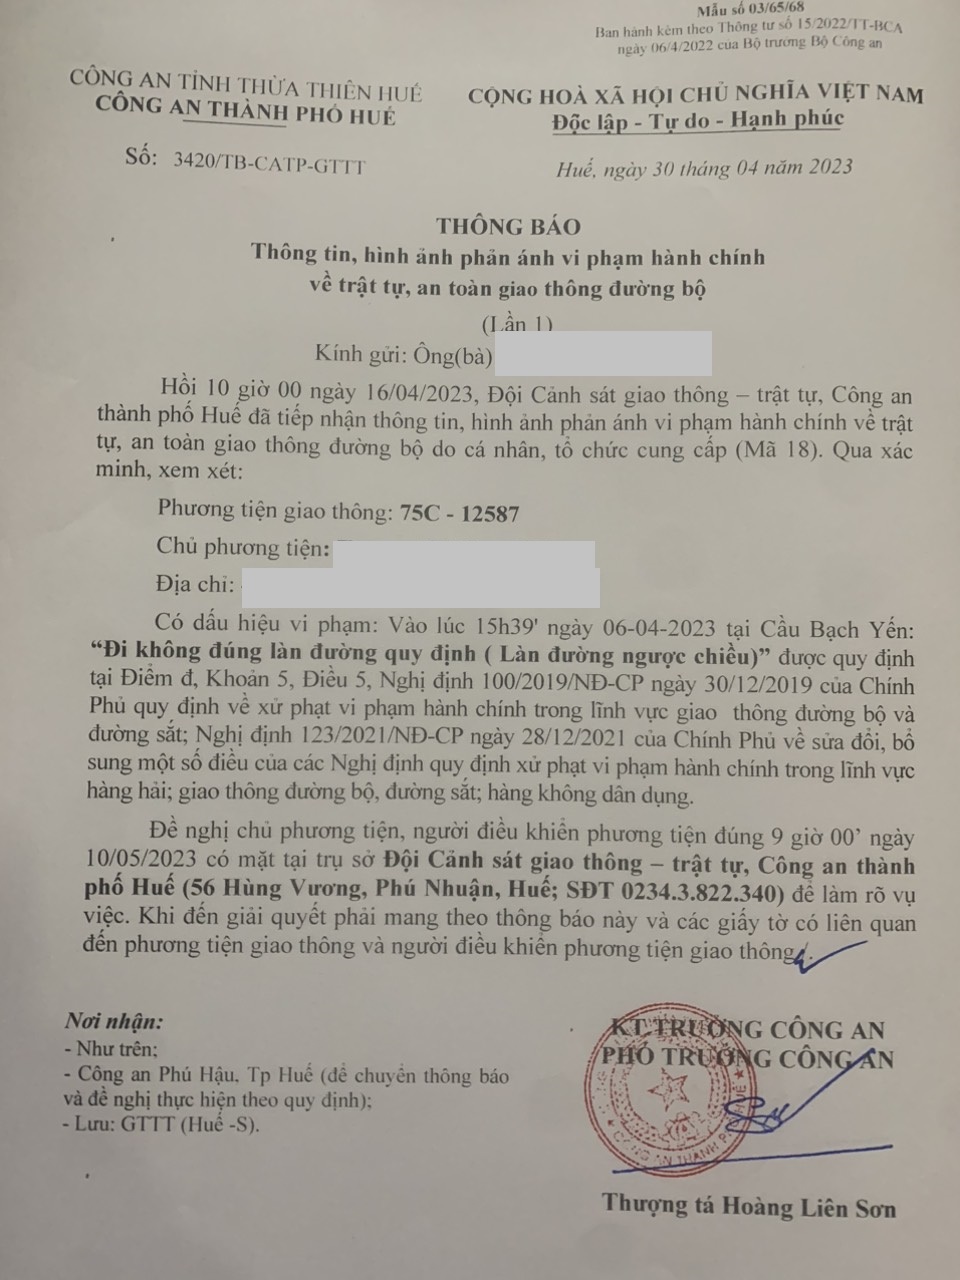 Mẫu số 03/65/68
Ban hành kèm theo Thông tư số 15/2022/TT-BCA
ngày 06/4/2022 của Bộ trưởng Bộ Công an
CÔNG AN TỈNH THỪA THIÊN HUẾ
CÔNG AN THÀNH PHỐ HUẾ
CỘNG HOÀ XÃ HỘI CHỦ NGHĨA VIỆT NAM
Độc lập - Tự do - Hạnh phúc
Số: 3420/TB-CATP-GTTT
Huế, ngày 30 tháng 04 năm 2023
THÔNG BÁO
Thông tin, hình ảnh phản ánh vi phạm hành chính
về trật tự, an toàn giao thông đường bộ
(Lần 1)
Kính gửi: Ông(bà)
Hồi 10 giờ 00 ngày 16/04/2023, Đội Cảnh sát giao thông – trật tự, Công an
thành phố Huế đã tiếp nhận thông tin, hình ảnh phản ánh vi phạm hành chính về trật
tự, an toàn giao thông đường bộ do cá nhân, tổ chức cung cấp (Mã 18). Qua xác
minh, xem xét:
Phương tiện giao thông: 75C - 12587
Chủ phương tiện:
Địa chỉ:
Có dấu hiệu vi phạm: Vào lúc 15h39' ngày 06-04-2023 tại Cầu Bạch Yến:
“Đi không đúng làn đường quy định ( Làn đường ngược chiều)” được quy định
tại Điểm đ, Khoản 5, Điều 5, Nghị định 100/2019/NĐ-CP ngày 30/12/2019 của Chính
Phủ quy định về xử phạt vi phạm hành chính trong lĩnh vực giao thông đường bộ và
đường sắt; Nghị định 123/2021/NĐ-CP ngày 28/12/2021 của Chính Phủ về sửa đổi, bổ
sung một số điều của các Nghị định quy định xử phạt vi phạm hành chính trong lĩnh vực
hàng hải; giao thông đường bộ, đường sắt; hàng không dân dụng.
Đề nghị chủ phương tiện, người điều khiển phương tiện đúng 9 giờ 00’ ngày
10/05/2023 có mặt tại trụ sở Đội Cảnh sát giao thông – trật tự, Công an thành
phố Huế (56 Hùng Vương, Phú Nhuận, Huế; SĐT 0234.3.822.340) để làm rõ vụ
việc. Khi đến giải quyết phải mang theo thông báo này và các giấy tờ có liên quan
đến phương tiện giao thông và người điều khiển phương tiện giao thông./.
Nơi nhận:
- Như trên;
- Công an Phú Hậu, Tp Huế (để chuyển thông báo
và đề nghị thực hiện theo quy định);
- Lưu: GTTT (Huế -S).
KT.TRƯỞNG CÔNG AN
PHÓ TRƯỞNG CÔNG AN
CÔNG AN THÀNH PHỐ HUẾ
Thượng tá Hoàng Liên Sơn